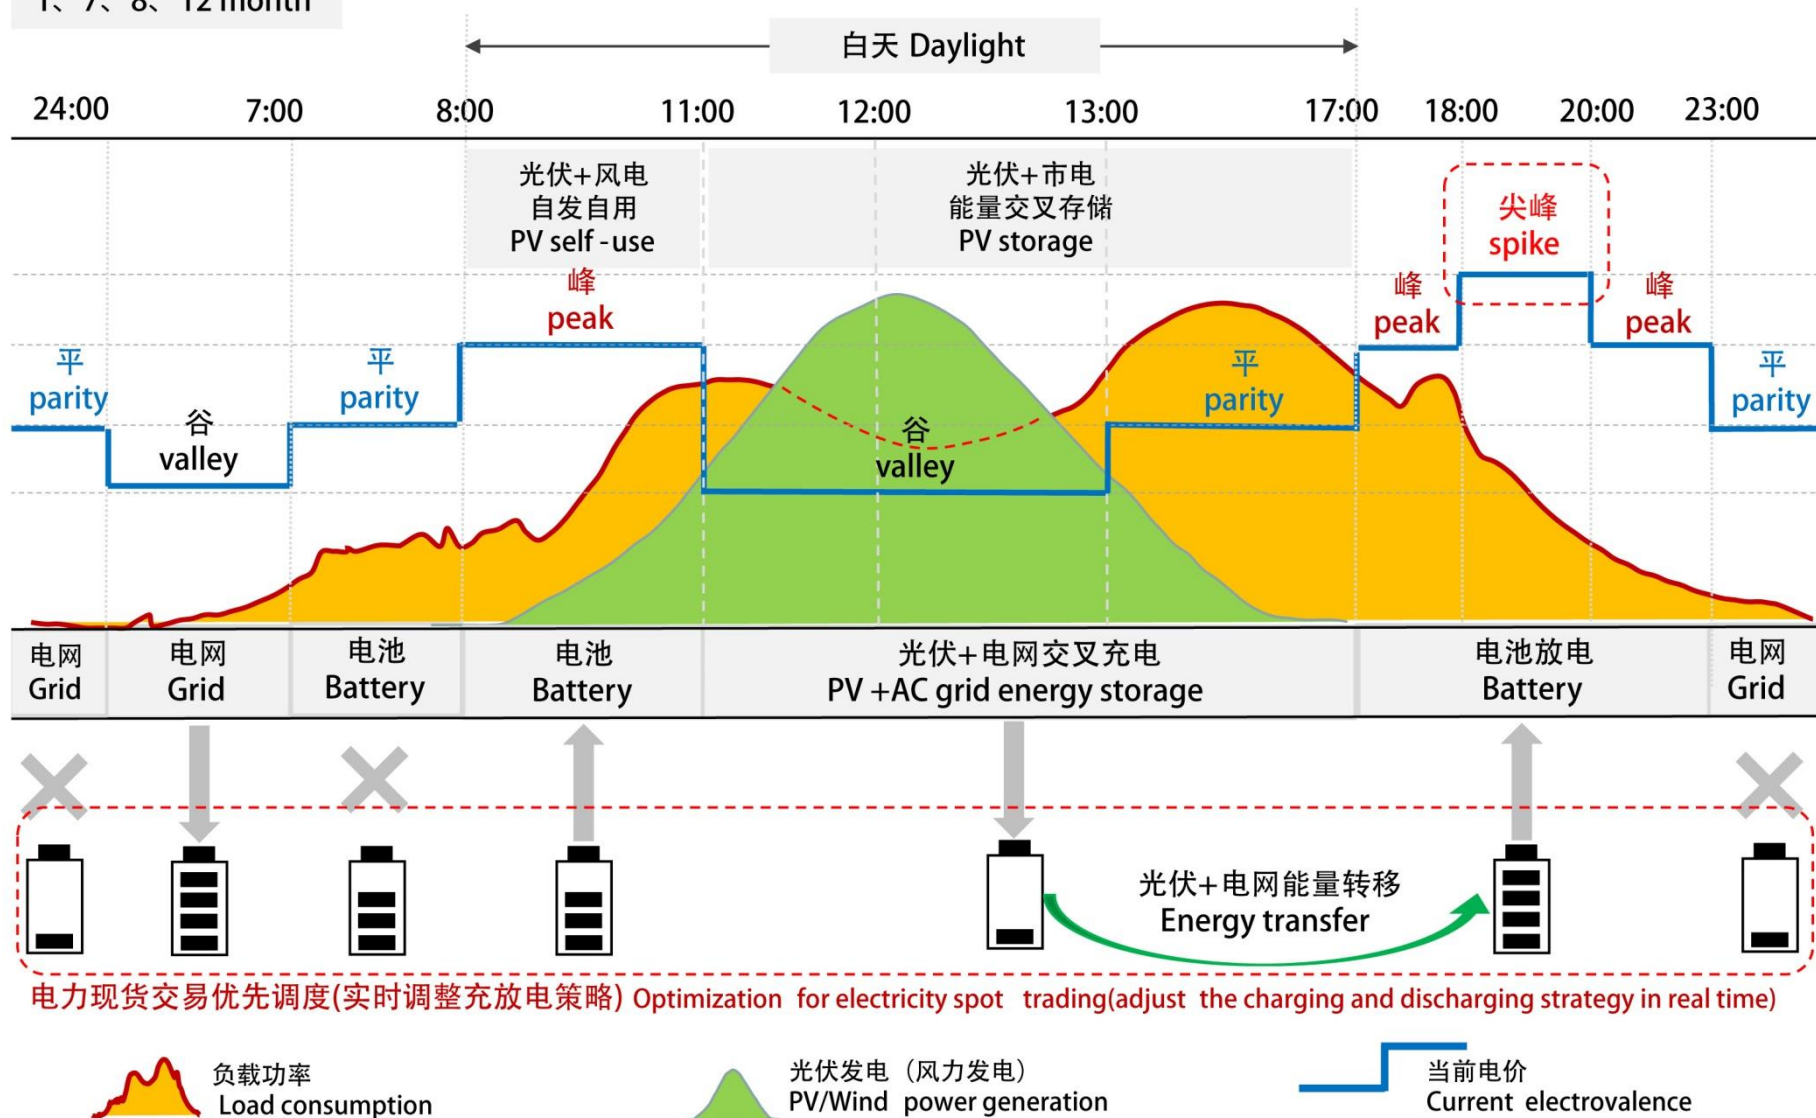 1、7、8、12 month
白天 Daylight
24:00 7:00 8:00 11:00 12:00 13:00 17:00 18:00 20:00 23:00
光伏+风电
自发自用
PV self-use
光伏+市电
能量交叉存储
PV storage
尖峰
spike
峰
peak
峰
peak
峰
peak
平
parity
平
parity
平
parity
平
parity
谷
valley
谷
valley
电网
Grid
电网
Grid
电池
Battery
电池
Battery
光伏+电网交叉充电
PV +AC grid energy storage
电池放电
Battery
电网
Grid
光伏+电网能量转移
Energy transfer
电力现货交易优先调度(实时调整充放电策略) Optimization for electricity spot trading(adjust the charging and discharging strategy in real time)
负载功率
Load consumption
光伏发电（风力发电）
PV/Wind power generation
当前电价
Current electrovalence